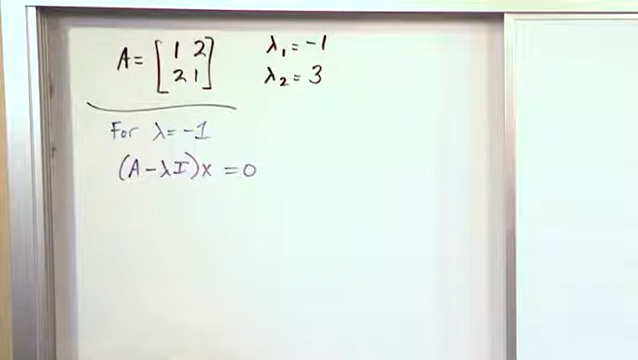 A = [1 2
2 1] λ₁ = -1
λ₂ = 3
For λ = -1
(A - λI)x = 0